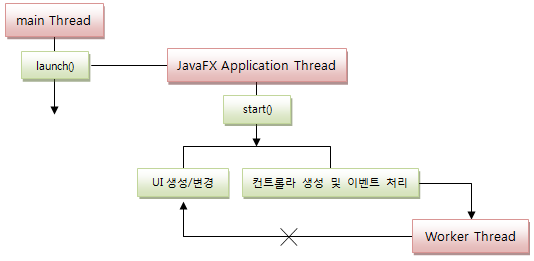 main Thread
launch()
JavaFX Application Thread
start()
UI 생성/변경
컨트롤라 생성 및 이벤트 처리
Worker Thread